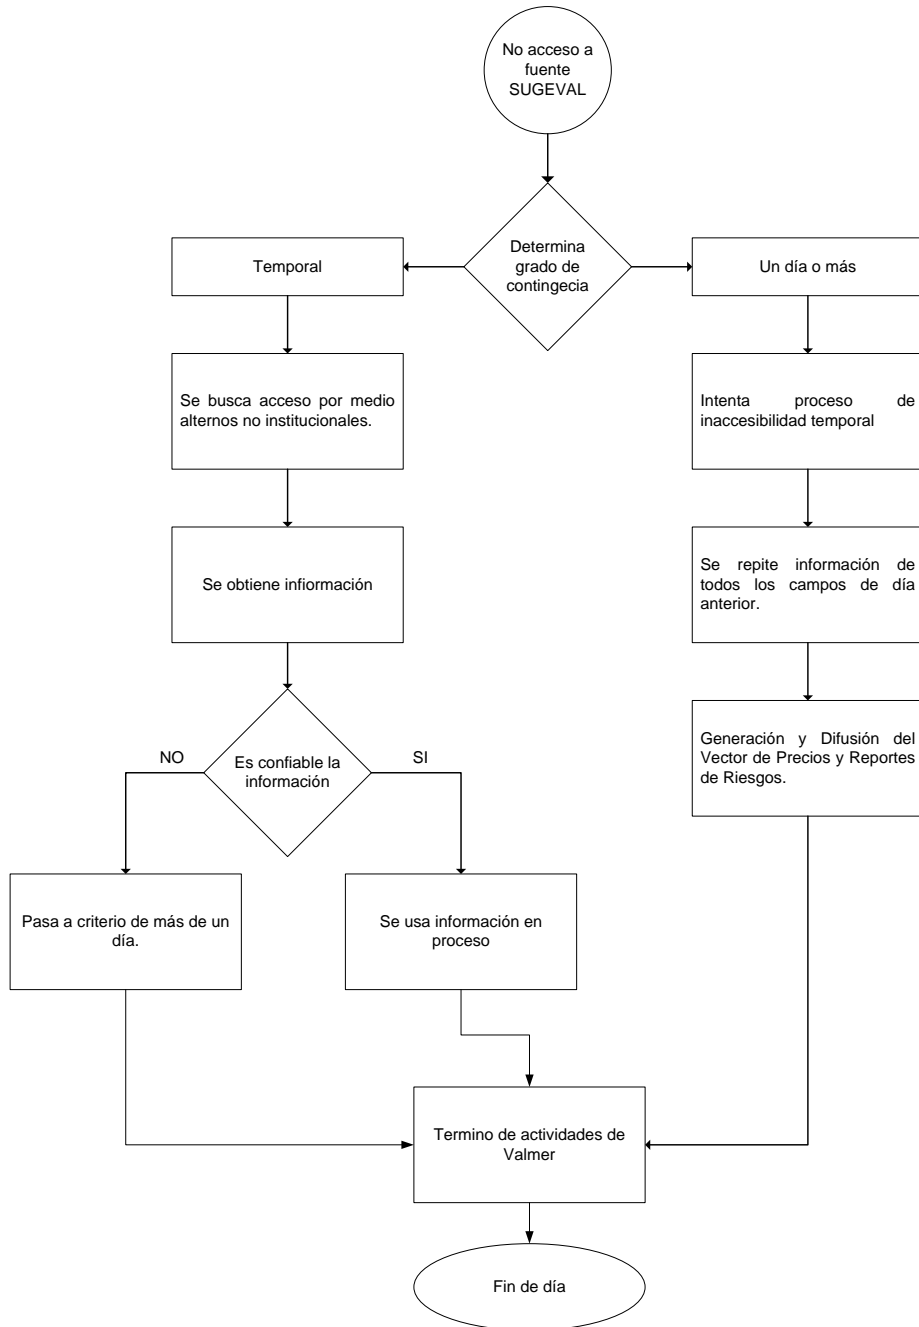 No acceso a
fuente
SUGEVAL
Determina
grado de
contingecia
Temporal
Un día o más
Se busca acceso por medio
alternos no institucionales.
Intenta proceso de
inaccesibilidad temporal
Se obtiene infiormación
Se repite información de
todos los campos de día
anterior.
Es confiable la
información
NO
SI
Generación y Difusión del
Vector de Precios y Reportes
de Riesgos.
Pasa a criterio de más de un
día.
Se usa información en
proceso
Termino de actividades de
Valmer
Fin de día